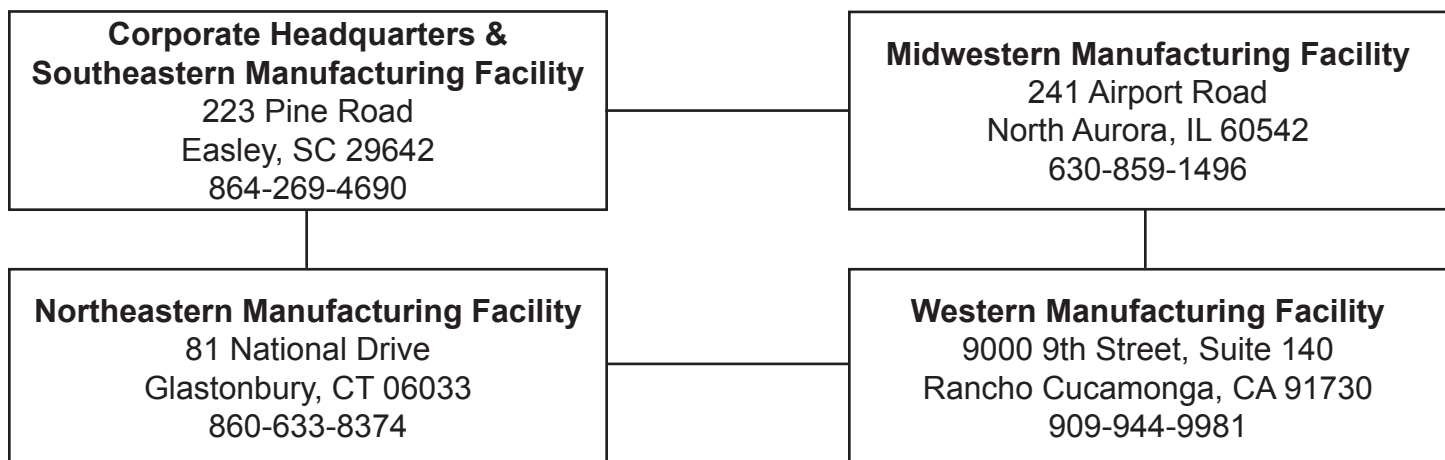 Corporate Headquarters &
Southeastern Manufacturing Facility
223 Pine Road
Easley, SC 29642
864-269-4690
Midwestern Manufacturing Facility
241 Airport Road
North Aurora, IL 60542
630-859-1496
Northeastern Manufacturing Facility
81 National Drive
Glastonbury, CT 06033
860-633-8374
Western Manufacturing Facility
9000 9th Street, Suite 140
Rancho Cucamonga, CA 91730
909-944-9981